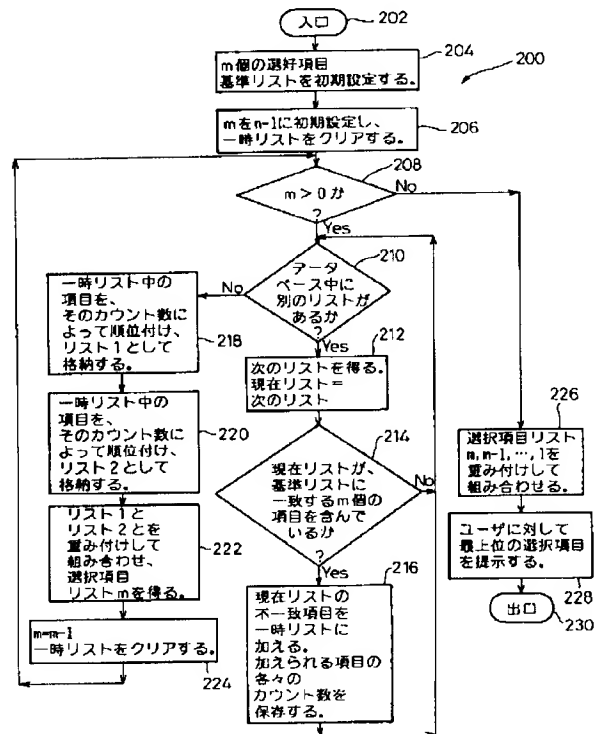 入口
202
204
m個の選好項目
基準リストを初期設定する。
200
mをn-1に初期設定し、
一時リストをクリアする。
206
208
m>0か
?
No
Yes
210
アータ
ベース中に
別のリストが
あるか
?
No
Yes
一時リスト中の
項目を、
そのカウント数に
よって順位付け、
リスト1として
格納する。
218
212
次のリストを得る。
現在リスト=
次のリスト
一時リスト中の
項目を、
そのカウント数に
よって順位付け、
リスト2として
格納する。
220
214
現在リストが、
基準リストに
一致するm個の
項目を含んで
いるか
?
No
Yes
226
選択項目リスト
m,m-1,…,1を
重み付けして
組み合わせる。
リスト1と
リスト2とを
重み付けして
組み合わせ、
選択項目
リストmを得る。
222
216
現在リストの
不一致項目を
一時リストに
加える。
加えられる項目の
各々の
カウント数を
保存する。
ユーザに対して
最上位の選択項目
を提示する。
228
m=m-1
一時リストをクリアする。
224
出口
230